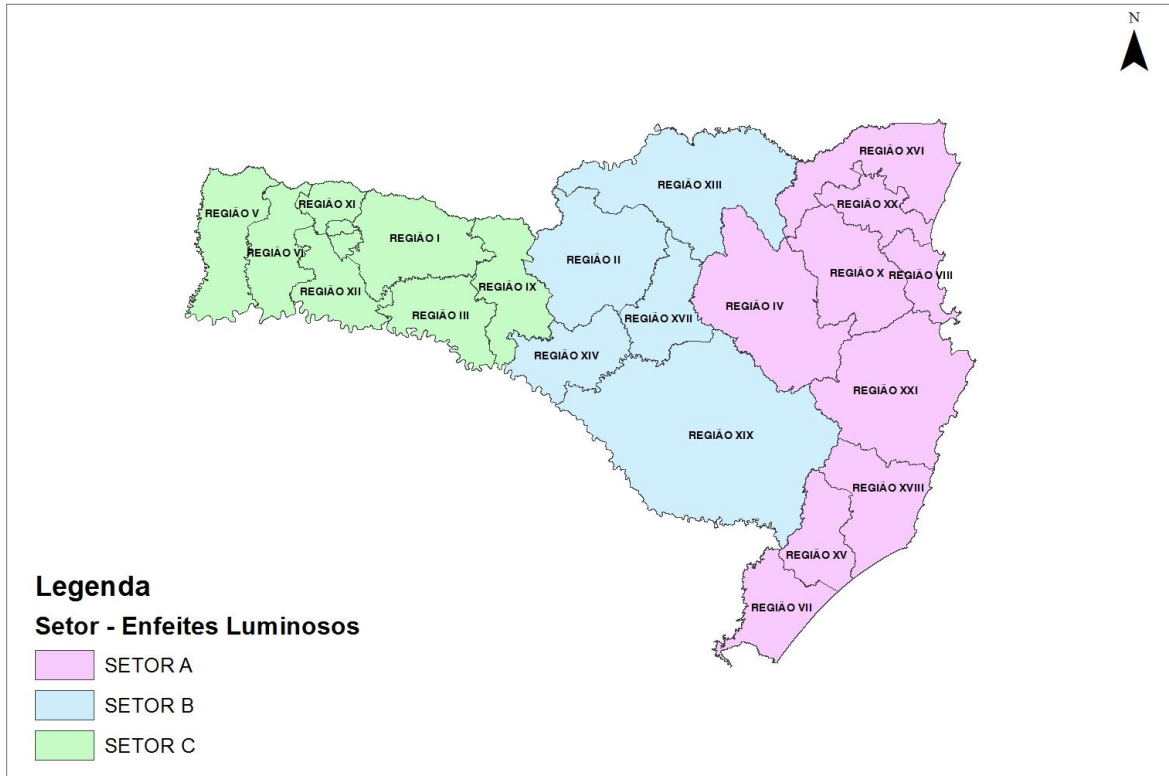 N
REGIÃO XVI
REGIÃO XIII
REGIÃO XI
REGIÃO XX
REGIÃO V
REGIÃO I
REGIÃO VI
REGIÃO II
REGIÃO X
REGIÃO VIII
REGIÃO IX
REGIÃO XII
REGIÃO IV
REGIÃO III
REGIÃO XVII
REGIÃO XIV
REGIÃO XXI
REGIÃO XIX
REGIÃO XVIII
REGIÃO XV
REGIÃO VII
Legenda
Setor - Enfeites Luminosos
SETOR A
SETOR B
SETOR C